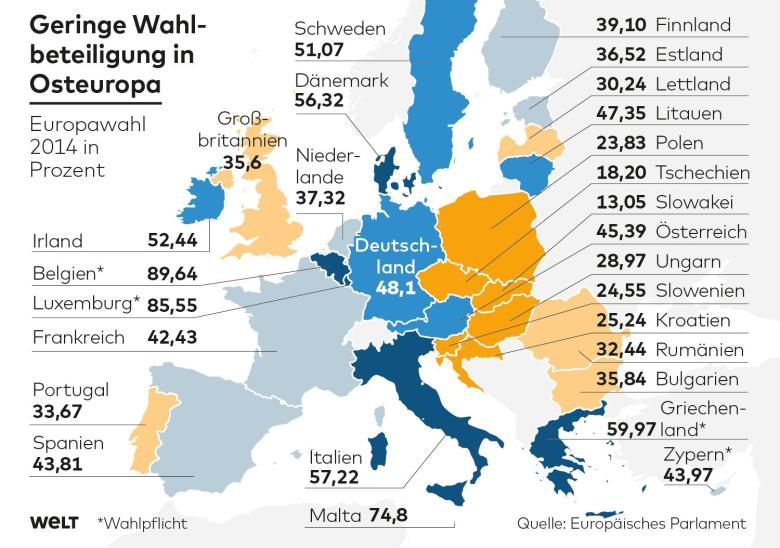 Geringe Wahl-
beteiligung in
Osteuropa
Europawahl
2014 in
Prozent
Schweden
51,07
Dänemark
56,32
Groß-
britannien
35,6
Nieder-
lande
37,32
Irland 52,44
Belgien* 89,64
Luxemburg* 85,55
Frankreich 42,43
Portugal
33,67
Spanien
43,81
Deutsch-
land
48,1
Italien
57,22
Malta 74,8
39,10 Finnland
36,52 Estland
30,24 Lettland
47,35 Litauen
23,83 Polen
18,20 Tschechien
13,05 Slowakei
45,39 Österreich
28,97 Ungarn
24,55 Slowenien
25,24 Kroatien
32,44 Rumänien
35,84 Bulgarien
Griechen-
59,97 land*
Zypern*
43,97
WELT *Wahlpflicht
Quelle: Europäisches Parlament